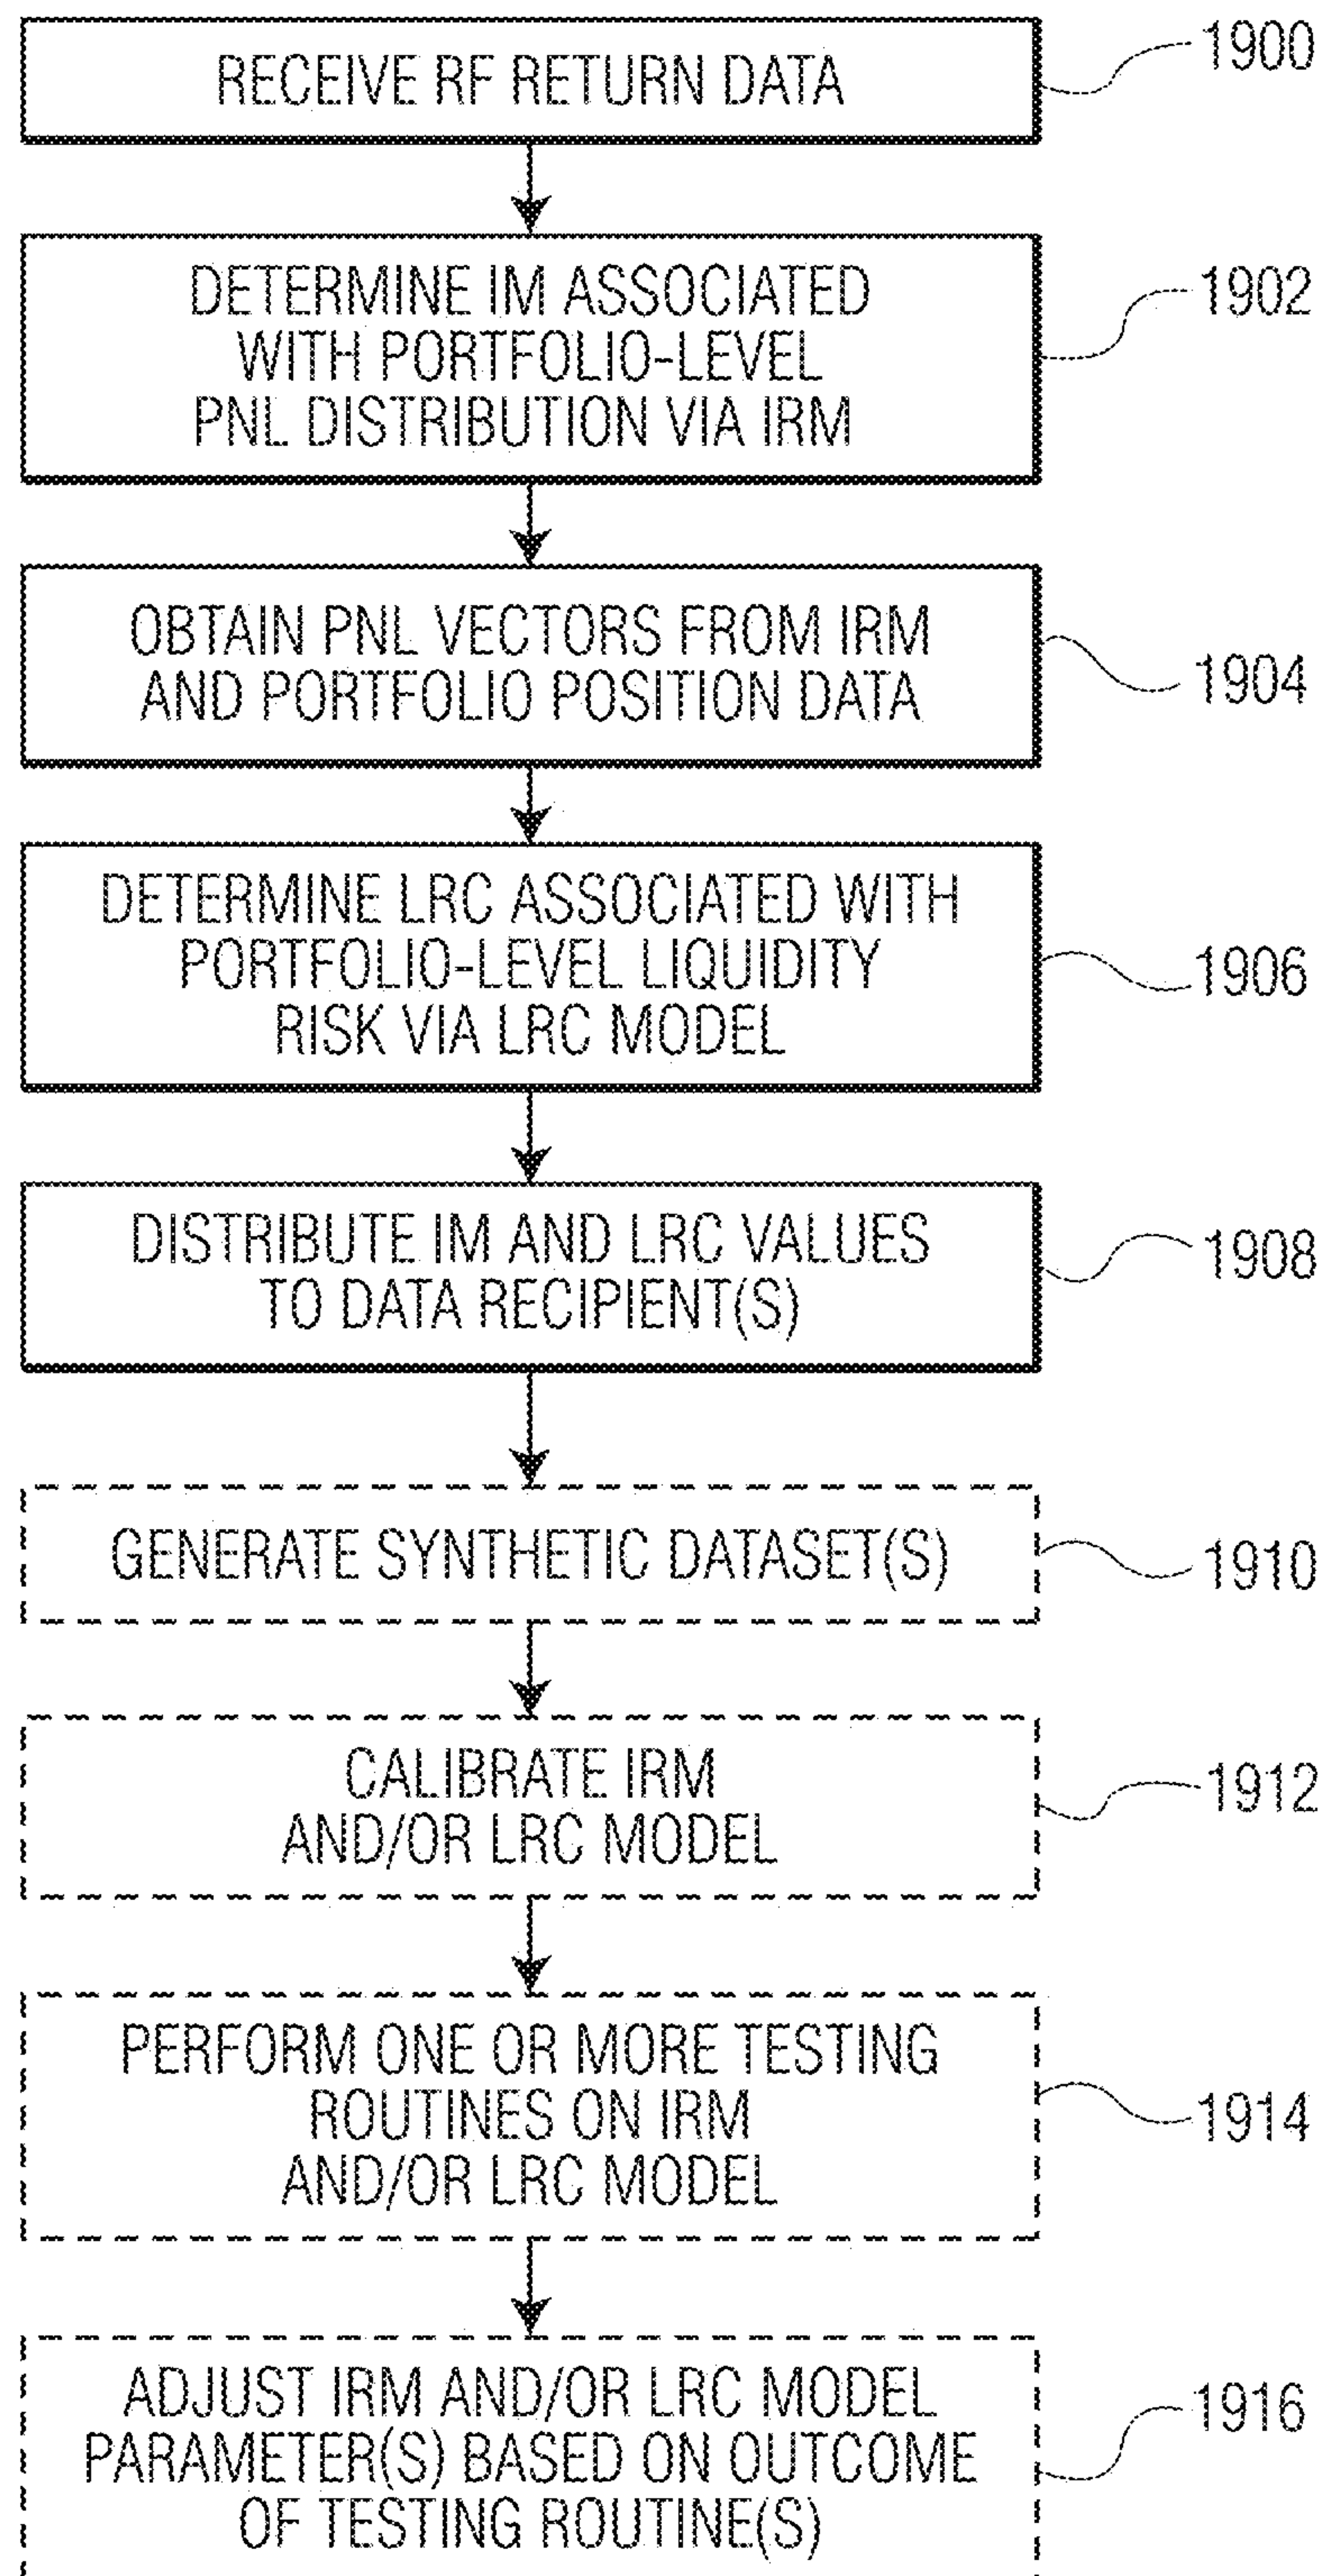 RECEIVE RF RETURN DATA
1900
DETERMINE IM ASSOCIATED
WITH PORTFOLIO-LEVEL
PNL DISTRIBUTION VIA IRM
1902
OBTAIN PNL VECTORS FROM IRM
AND PORTFOLIO POSITION DATA
1904
DETERMINE LRC ASSOCIATED WITH
PORTFOLIO-LEVEL LIQUIDITY
RISK VIA LRC MODEL
1906
DISTRIBUTE IM AND LRC VALUES
TO DATA RECIPIENT(S)
1908
GENERATE SYNTHETIC DATASET(S)
1910
CALIBRATE IRM
AND/OR LRC MODEL
1912
PERFORM ONE OR MORE TESTING
ROUTINES ON IRM
AND/OR LRC MODEL
1914
ADJUST IRM AND/OR LRC MODEL
PARAMETER(S) BASED ON OUTCOME
OF TESTING ROUTINE(S)
1916